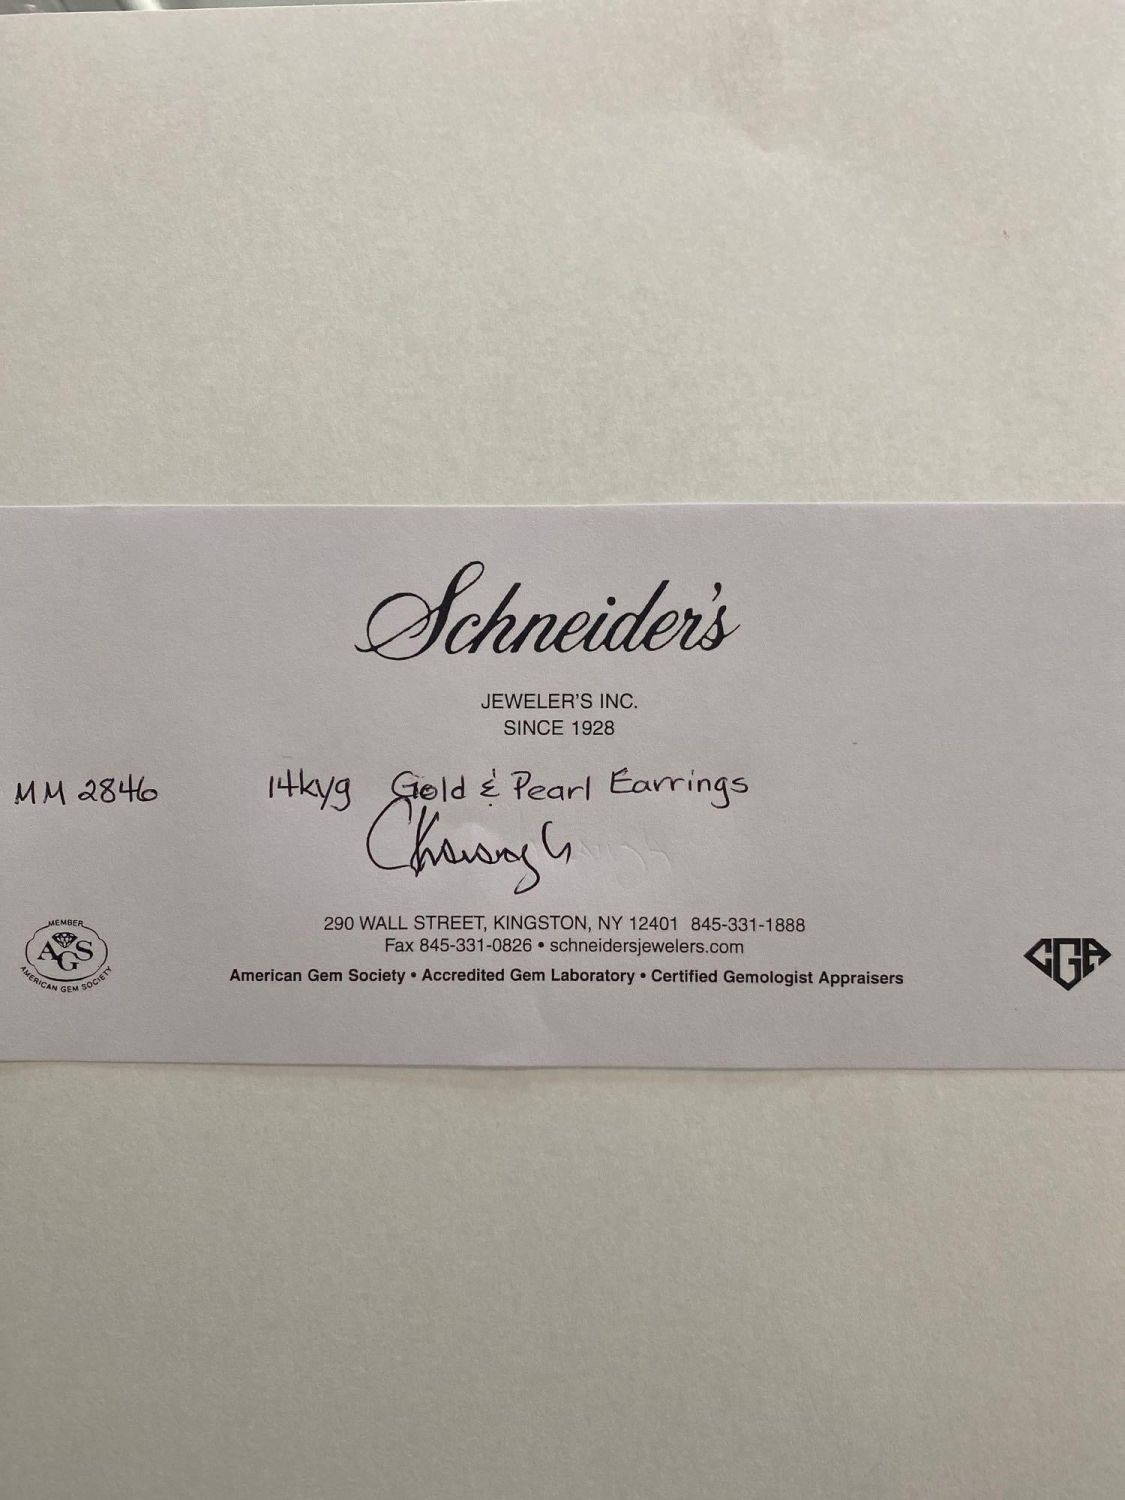 Schneider's
JEWELER'S INC.
SINCE 1928
MM 2846 14kyg Gold & Pearl Earrings
290 WALL STREET, KINGSTON, NY 12401 845-331-1888
Fax 845-331-0826 • schneidersjewelers.com
American Gem Society • Accredited Gem Laboratory • Certified Gemologist Appraisers
MEMBER
AGS
AMERICAN GEM SOCIETY
CGA